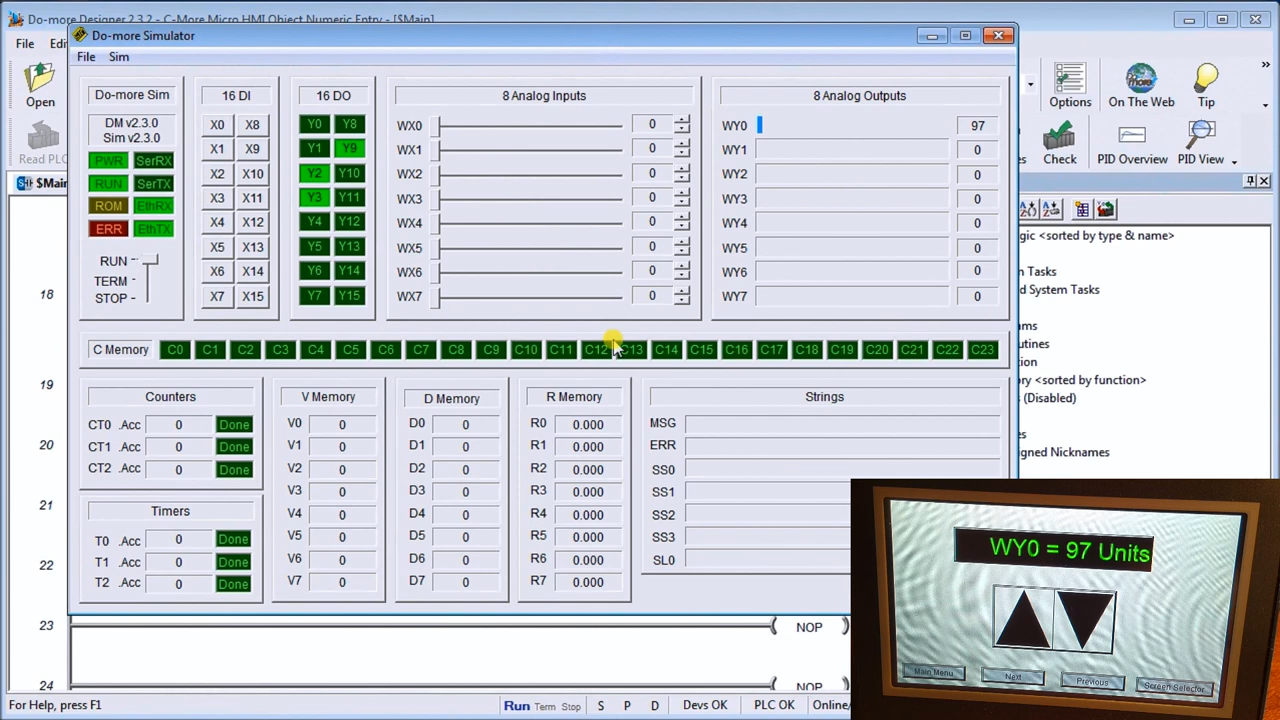 Do-more Designer 2.3.2 - C-More Micro HMI Object Numeric Entry - [$Main]
Do-more Simulator
File
File Sim
Open
Read PLC
$Main
18
19
20
21
22
23
24
Do-more Sim
DM v2.3.0
Sim v2.3.0
PWR SerRX
RUN SerTX
ROM EthRX
ERR EthTX
RUN
TERM
STOP
16 DI
X0 X8
X1 X9
X2 X10
X3 X11
X4 X12
X5 X13
X6 X14
X7 X15
16 DO
Y0 Y8
Y1 Y9
Y2 Y10
Y3 Y11
Y4 Y12
Y5 Y13
Y6 Y14
Y7 Y15
8 Analog Inputs
WX0 0
WX1 0
WX2 0
WX3 0
WX4 0
WX5 0
WX6 0
WX7 0
8 Analog Outputs
WY0 97
WY1 0
WY2 0
WY3 0
WY4 0
WY5 0
WY6 0
WY7 0
C Memory C0 C1 C2 C3 C4 C5 C6 C7 C8 C9 C10 C11 C12 C13 C14 C15 C16 C17 C18 C19 C20 C21 C22 C23
Counters
CT0 .Acc 0 Done
CT1 .Acc 0 Done
CT2 .Acc 0 Done
Timers
T0 .Acc 0 Done
T1 .Acc 0 Done
T2 .Acc 0 Done
V Memory
V0 0
V1 0
V2 0
V3 0
V4 0
V5 0
V6 0
V7 0
D Memory
D0 0
D1 0
D2 0
D3 0
D4 0
D5 0
D6 0
D7 0
R Memory
R0 0.000
R1 0.000
R2 0.000
R3 0.000
R4 0.000
R5 0.000
R6 0.000
R7 0.000
Strings
MSG
ERR
SS0
SS1
SS2
SS3
SL0
Options On The Web Tip
Check PID Overview PID View
<sorted by type & name>
Tasks
System Tasks
<sorted by function>
(Disabled)
Nicknames
NOP
NOP
WY0 = 97 Units
Main Menu Next Previous Screen Selector
For Help, press F1
Run Term Stop S P D Devs OK PLC OK